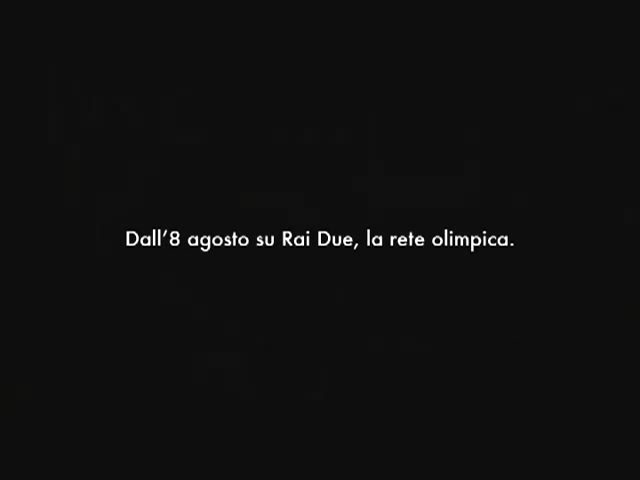 Dall’8 agosto su Rai Due, la rete olimpica.